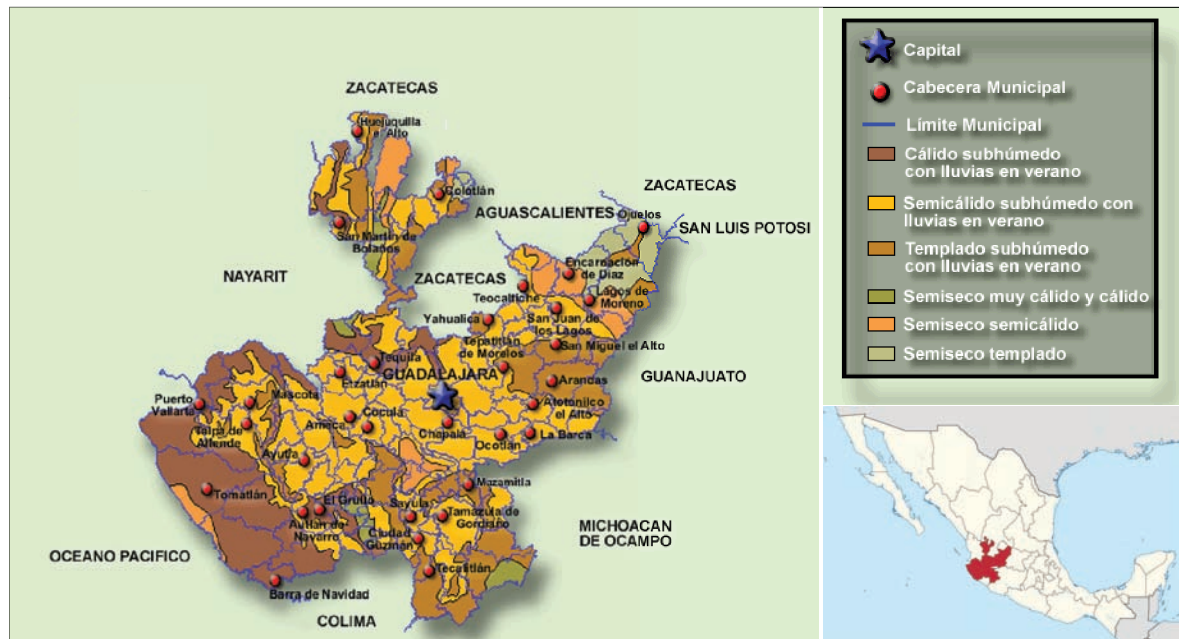 ZACATECAS
Huejuquilla
el Alto
Colotlán
ZACATECAS
AGUASCALIENTES
Ojuelos
SAN LUIS POTOSI
San Martín de
Bolaños
NAYARIT
ZACATECAS
Encarnación
de Díaz
Teocaltiche
Lagos de
Moreno
Yahualica
San Juan de
los Lagos
Tepatitlán
de Morelos
San Miguel el Alto
Tequila
GUADALAJARA
Etzatlán
GUANAJUATO
Arandas
Puerto
Vallarta
Mascota
Atotonilco
el Alto
Talpa de
Allende
Ameca
Cocula
Chapala
Ocotlán
La Barca
Ayutla
Mazamitla
Tomatlán
El Grullo
Sayula
Tamazula de
Gordiano
Autlán de
Navarro
Ciudad
Guzmán
MICHOACAN
DE OCAMPO
OCEANO PACIFICO
Tecalitlán
Barra de Navidad
COLIMA
Capital
Cabecera Municipal
Límite Municipal
Cálido subhúmedo
con lluvias en verano
Semicálido subhúmedo con
lluvias en verano
Templado subhúmedo
con lluvias en verano
Semiseco muy cálido y cálido
Semiseco semicálido
Semiseco templado